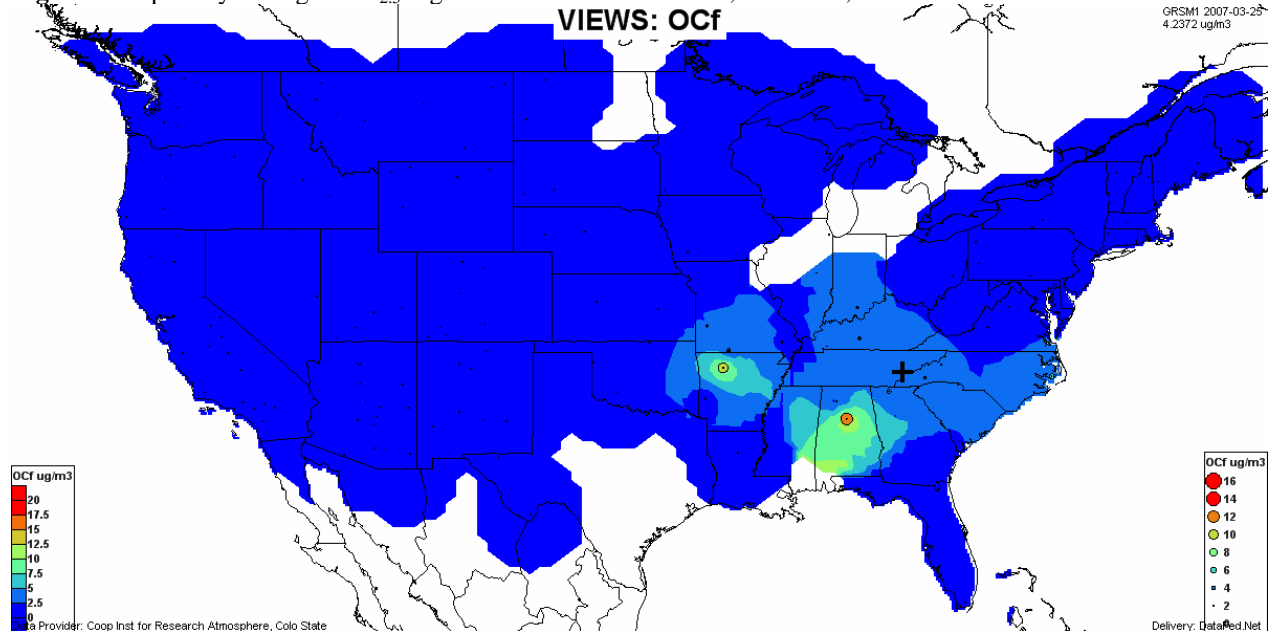 VIEWS: OCf
GRSM1 2007-03-25
4.2372 ug/m3
OCf ug/m3
20
17.5
15
12.5
10
7.5
5
2.5
0
OCf ug/m3
16
14
12
10
8
6
4
2
Data Provider: Coop Inst for Research Atmosphere, Colo State
Delivery: DataFed.Net